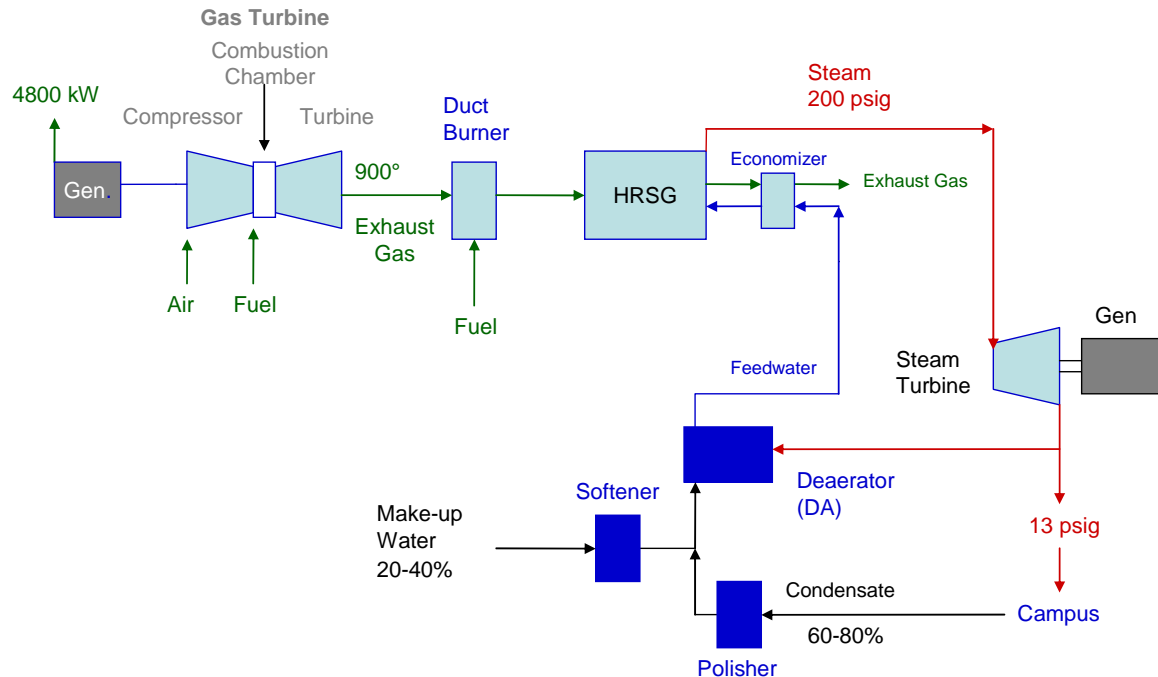 Gas Turbine
Combustion
Chamber
4800 kW
Compressor
Turbine
Duct
Burner
Steam
200 psig
Gen.
900°
Exhaust
Gas
HRSG
Economizer
Exhaust Gas
Air
Fuel
Fuel
Gen
Steam
Turbine
Feedwater
Deaerator
(DA)
Softener
Make-up
Water
20-40%
13 psig
Condensate
60-80%
Campus
Polisher